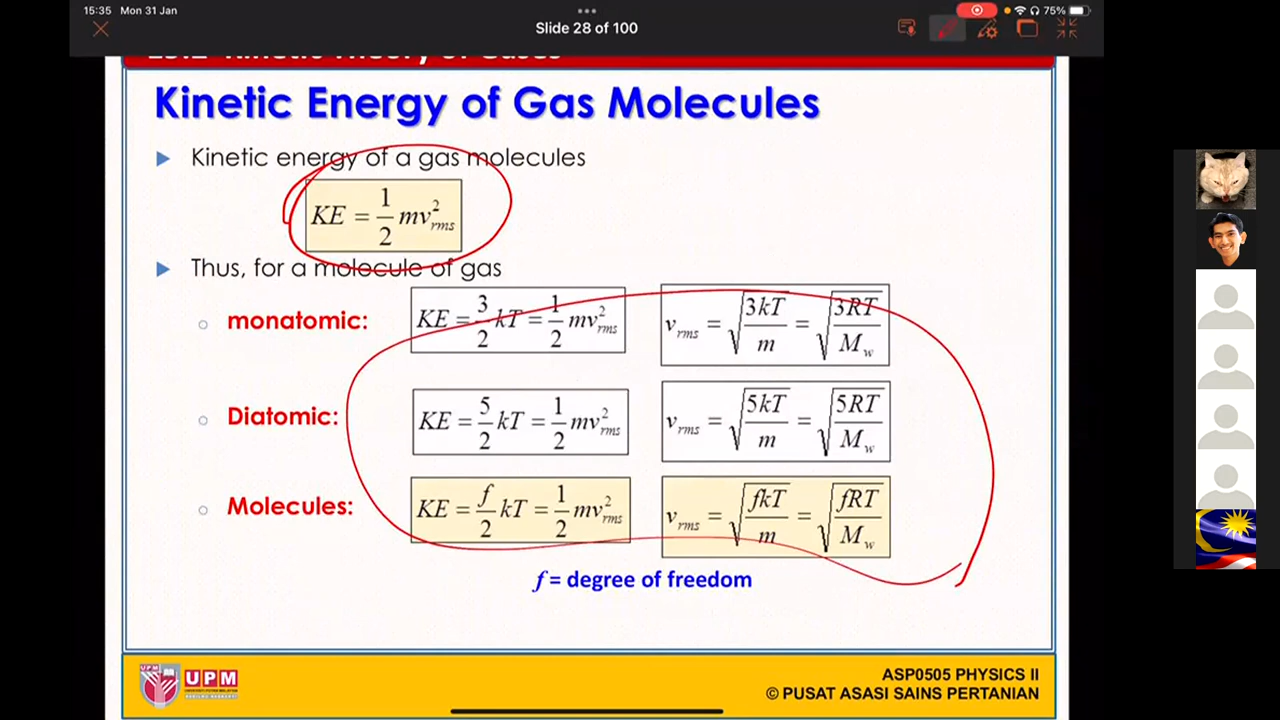 15:35 Mon 31 Jan
75%
Slide 28 of 100
Kinetic Energy of Gas Molecules
Kinetic energy of a gas molecules
KE = 1/2 mv²rms
Thus, for a molecule of gas
monatomic: KE = 3/2 kT = 1/2 mv²rms vrms = √(3kT/m) = √(3RT/Mw)
Diatomic: KE = 5/2 kT = 1/2 mv²rms vrms = √(5kT/m) = √(5RT/Mw)
Molecules: KE = f/2 kT = 1/2 mv²rms vrms = √(fkT/m) = √(fRT/Mw)
f = degree of freedom
UPM
UPM
ASP0505 PHYSICS II
© PUSAT ASASI SAINS PERTANIAN